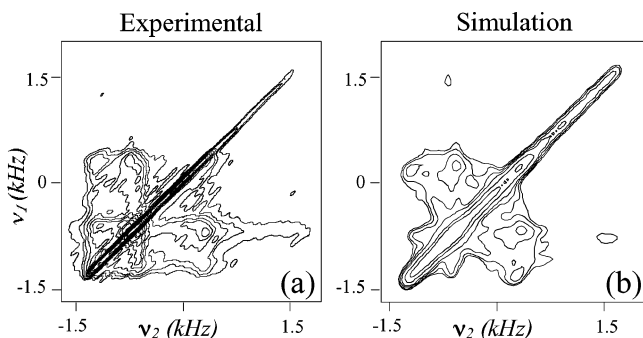 Experimental
Simulation
1.5
0
-1.5
ν₁ (kHz)
(a)
-1.5
ν₂ (kHz)
1.5
1.5
0
-1.5
(b)
-1.5
ν₂ (kHz)
1.5